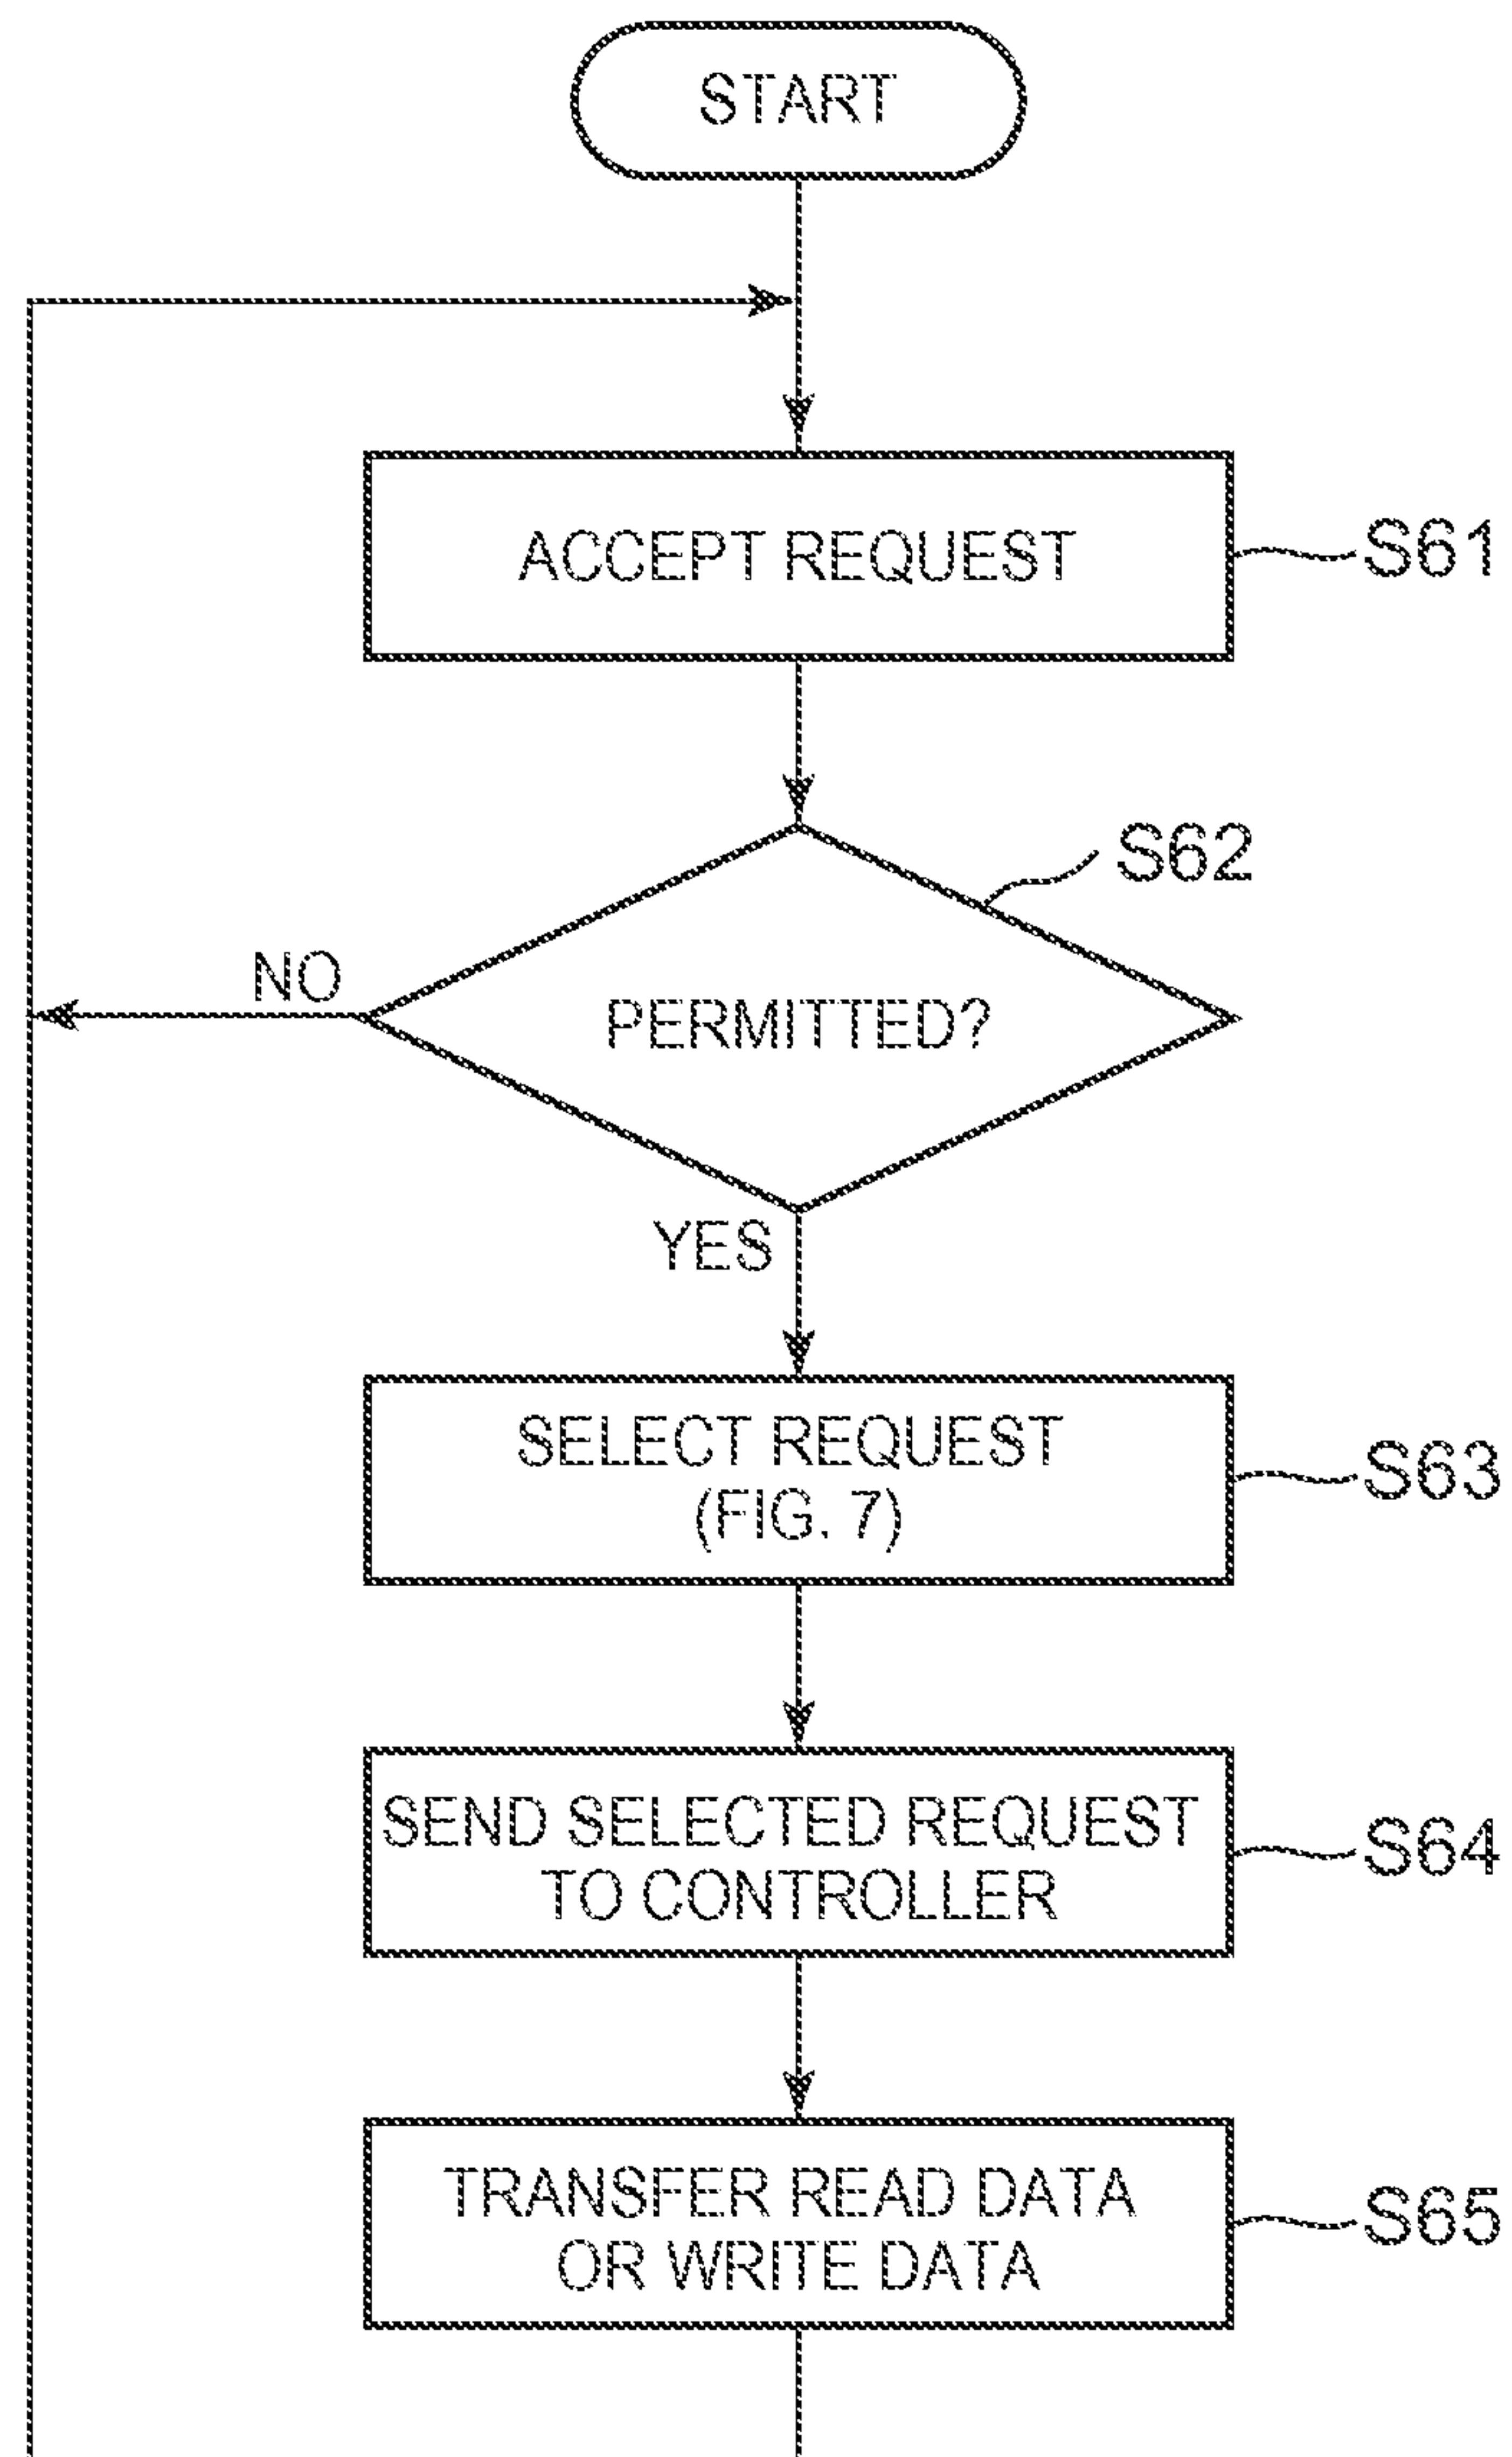 START
ACCEPT REQUEST
S61
S62
NO
PERMITTED?
YES
SELECT REQUEST
(FIG. 7)
S63
SEND SELECTED REQUEST
TO CONTROLLER
S64
TRANSFER READ DATA
OR WRITE DATA
S65